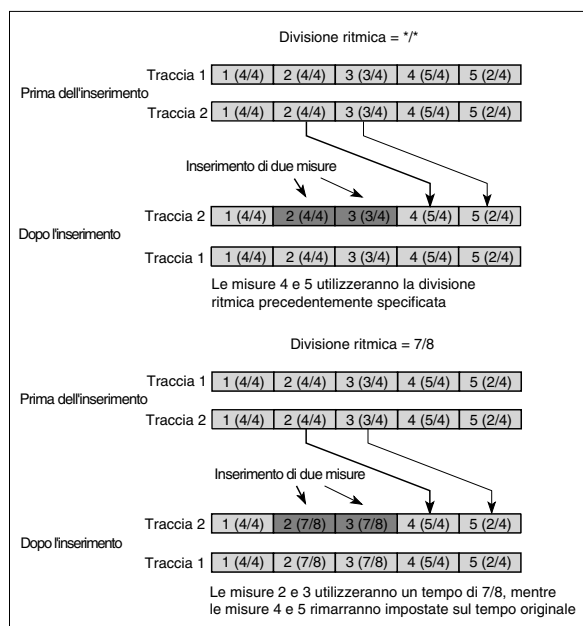 Divisione ritmica = */*
Traccia 1 1 (4/4) 2 (4/4) 3 (3/4) 4 (5/4) 5 (2/4)
Prima dell'inserimento
Traccia 2 1 (4/4) 2 (4/4) 3 (3/4) 4 (5/4) 5 (2/4)
Inserimento di due misure
Traccia 2 1 (4/4) 2 (4/4) 3 (3/4) 4 (5/4) 5 (2/4)
Dopo l'inserimento
Traccia 1 1 (4/4) 2 (4/4) 3 (3/4) 4 (5/4) 5 (2/4)
Le misure 4 e 5 utilizzeranno la divisione
ritmica precedentemente specificata
Divisione ritmica = 7/8
Traccia 1 1 (4/4) 2 (4/4) 3 (3/4) 4 (5/4) 5 (2/4)
Prima dell'inserimento
Traccia 2 1 (4/4) 2 (4/4) 3 (3/4) 4 (5/4) 5 (2/4)
Inserimento di due misure
Traccia 2 1 (4/4) 2 (7/8) 3 (7/8) 4 (5/4) 5 (2/4)
Dopo l'inserimento
Traccia 1 1 (4/4) 2 (7/8) 3 (7/8) 4 (5/4) 5 (2/4)
Le misure 2 e 3 utilizzeranno un tempo di 7/8, mentre
le misure 4 e 5 rimarranno impostate sul tempo originale